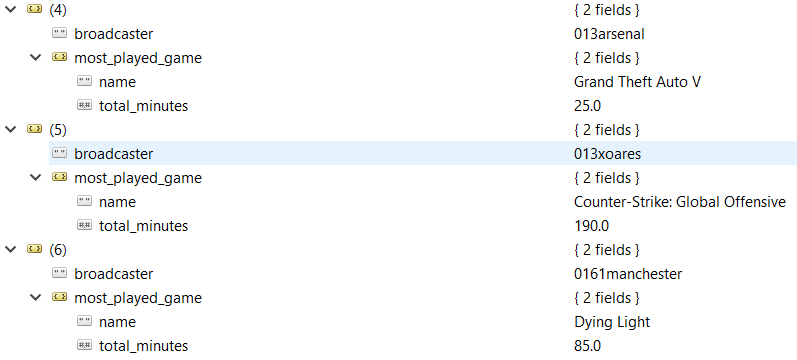 (4) { 2 fields }
broadcaster 013arsenal
most_played_game { 2 fields }
name Grand Theft Auto V
total_minutes 25.0
(5) { 2 fields }
broadcaster 013xoares
most_played_game { 2 fields }
name Counter-Strike: Global Offensive
total_minutes 190.0
(6) { 2 fields }
broadcaster 0161manchester
most_played_game { 2 fields }
name Dying Light
total_minutes 85.0